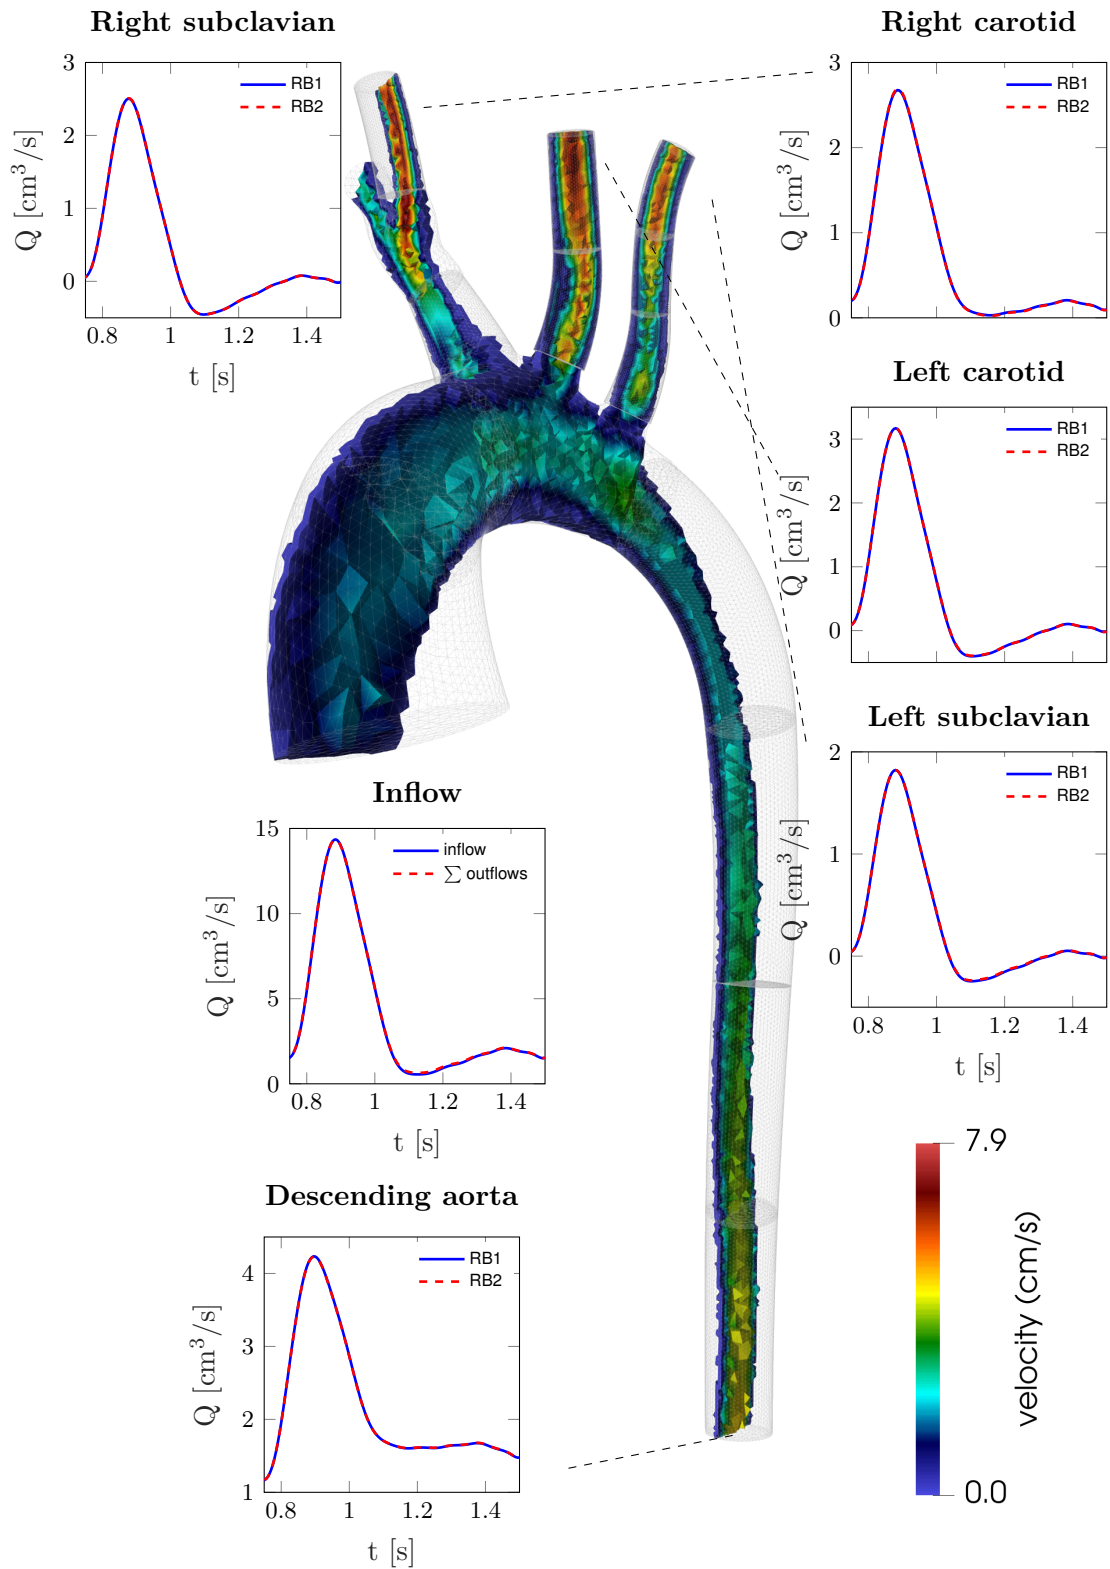 Right subclavian
3
2
1
0
0.8 1 1.2 1.4
Q [cm³/s]
t [s]
RB1
RB2
Right carotid
3
2
1
0
Q [cm³/s]
RB1
RB2
Left carotid
3
2
1
0
Q [cm³/s]
RB1
RB2
Left subclavian
2
1
0
0.8 1 1.2 1.4
Q [cm³/s]
t [s]
RB1
RB2
Inflow
15
10
5
0
0.8 1 1.2 1.4
Q [cm³/s]
t [s]
inflow
∑ outflows
Descending aorta
4
3
2
1
0.8 1 1.2 1.4
Q [cm³/s]
t [s]
RB1
RB2
7.9
velocity (cm/s)
0.0